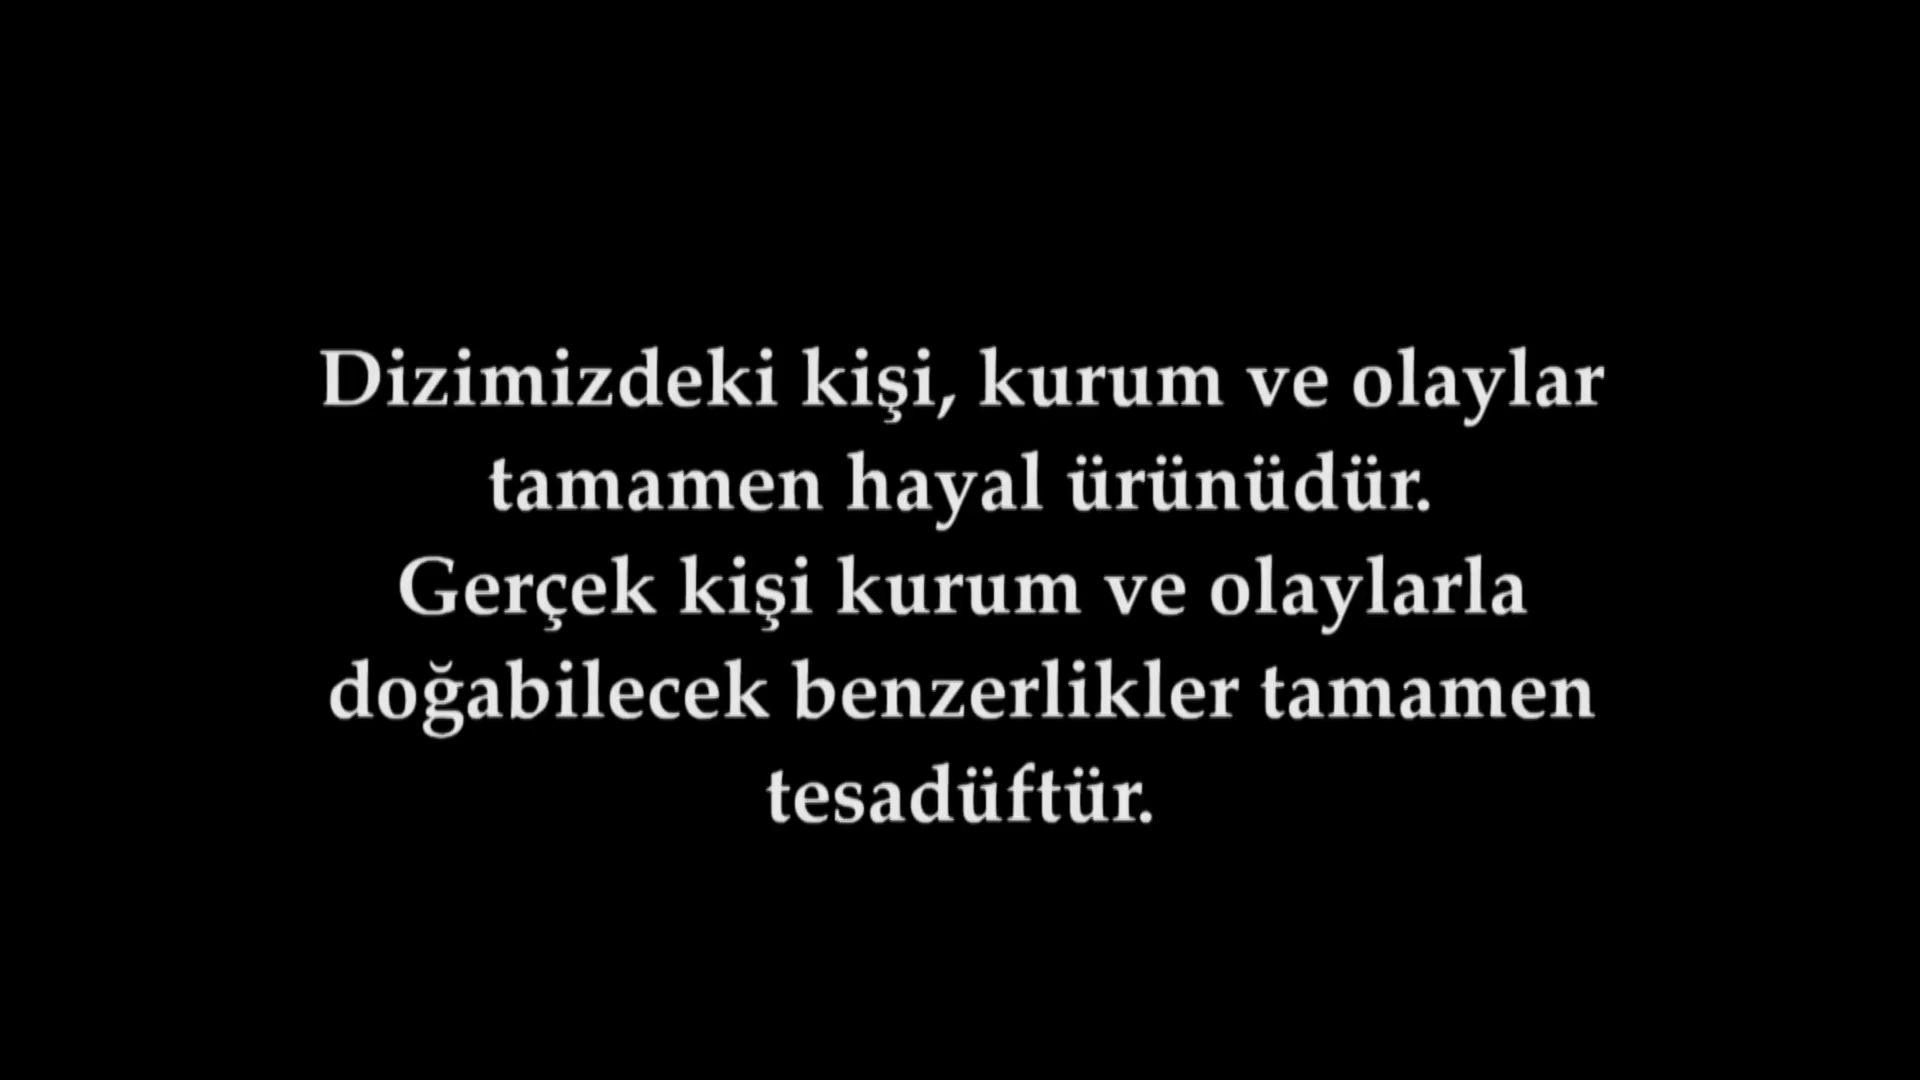 Dizimizdeki kişi, kurum ve olaylar
tamamen hayal ürünüdür.
Gerçek kişi kurum ve olaylarla
doğabilecek benzerlikler tamamen
tesadüftür.